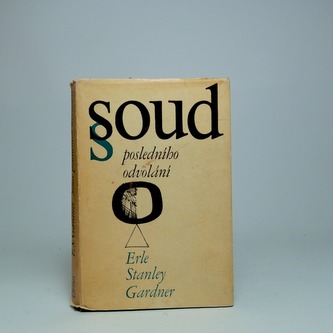 soud
§
posledního
odvolání
Erle
Stanley
Gardner